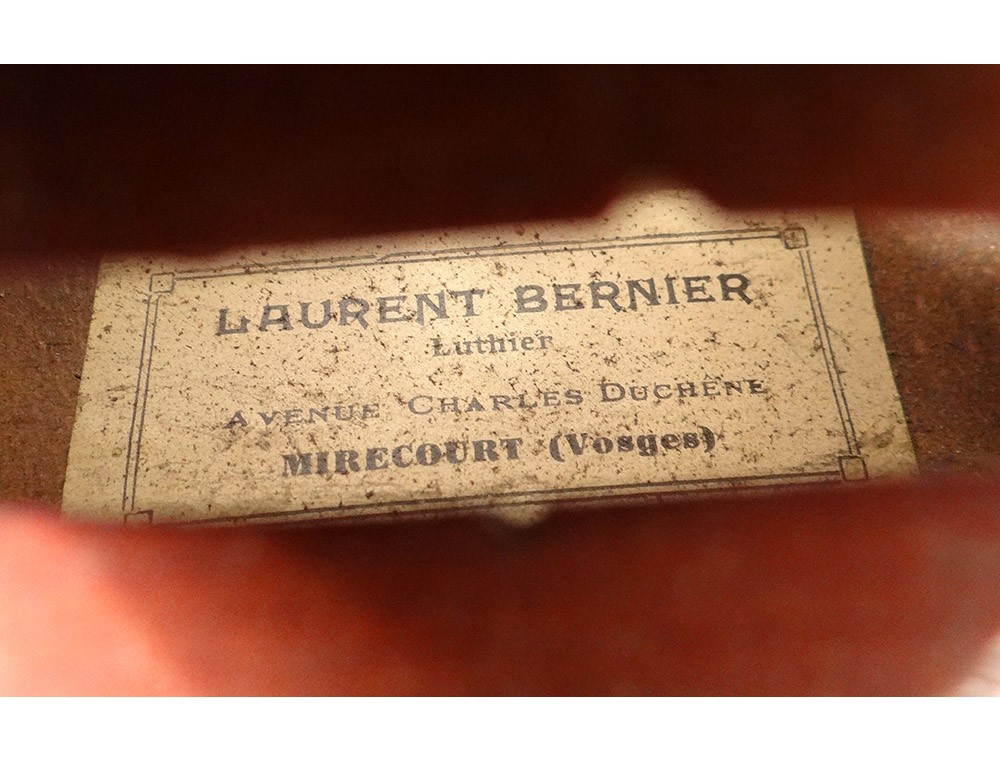 LAURENT BERNIER
Luthier
AVENUE CHARLES DUCHÊNE
MIRECOURT (Vosges)